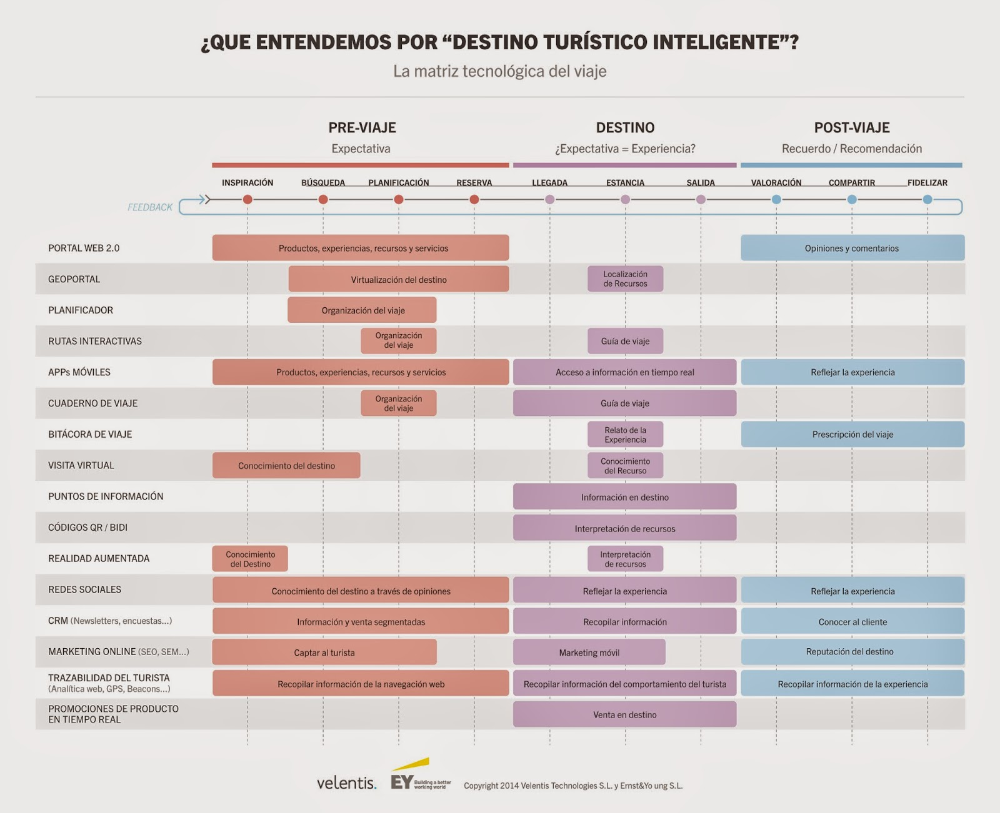 ¿QUE ENTENDEMOS POR “DESTINO TURÍSTICO INTELIGENTE”?
La matriz tecnológica del viaje
PRE-VIAJE
Expectativa
DESTINO
¿Expectativa = Experiencia?
POST-VIAJE
Recuerdo / Recomendación
INSPIRACIÓN BÚSQUEDA PLANIFICACIÓN RESERVA LLEGADA ESTANCIA SALIDA VALORACIÓN COMPARTIR FIDELIZAR
FEEDBACK
PORTAL WEB 2.0
Productos, experiencias, recursos y servicios
Opiniones y comentarios
GEOPORTAL
Virtualización del destino
Localización
de Recursos
PLANIFICADOR
Organización del viaje
RUTAS INTERACTIVAS
Organización
del viaje
Guía de viaje
APPs MÓVILES
Productos, experiencias, recursos y servicios
Acceso a información en tiempo real
Reflejar la experiencia
CUADERNO DE VIAJE
Organización
del viaje
Guía de viaje
BITÁCORA DE VIAJE
Relato de la
Experiencia
Prescripción del viaje
VISITA VIRTUAL
Conocimiento del destino
Conocimiento
del Recurso
PUNTOS DE INFORMACIÓN
Información en destino
CÓDIGOS QR / BIDI
Interpretación de recursos
REALIDAD AUMENTADA
Conocimiento
del Destino
Interpretación
de recursos
REDES SOCIALES
Conocimiento del destino a través de opiniones
Reflejar la experiencia
Reflejar la experiencia
CRM (Newsletters, encuestas...)
Información y venta segmentadas
Recopilar información
Conocer al cliente
MARKETING ONLINE (SEO, SEM...)
Captar al turista
Marketing móvil
Reputación del destino
TRAZABILIDAD DEL TURISTA
(Analítica web, GPS, Beacons...)
Recopilar información de la navegación web
Recopilar información del comportamiento del turista
Recopilar información de la experiencia
PROMOCIONES DE PRODUCTO
EN TIEMPO REAL
Venta en destino
velentis.
EY
Building a better
working world
Copyright 2014 Velentis Technologies S.L. y Ernst&Yo ung S.L.